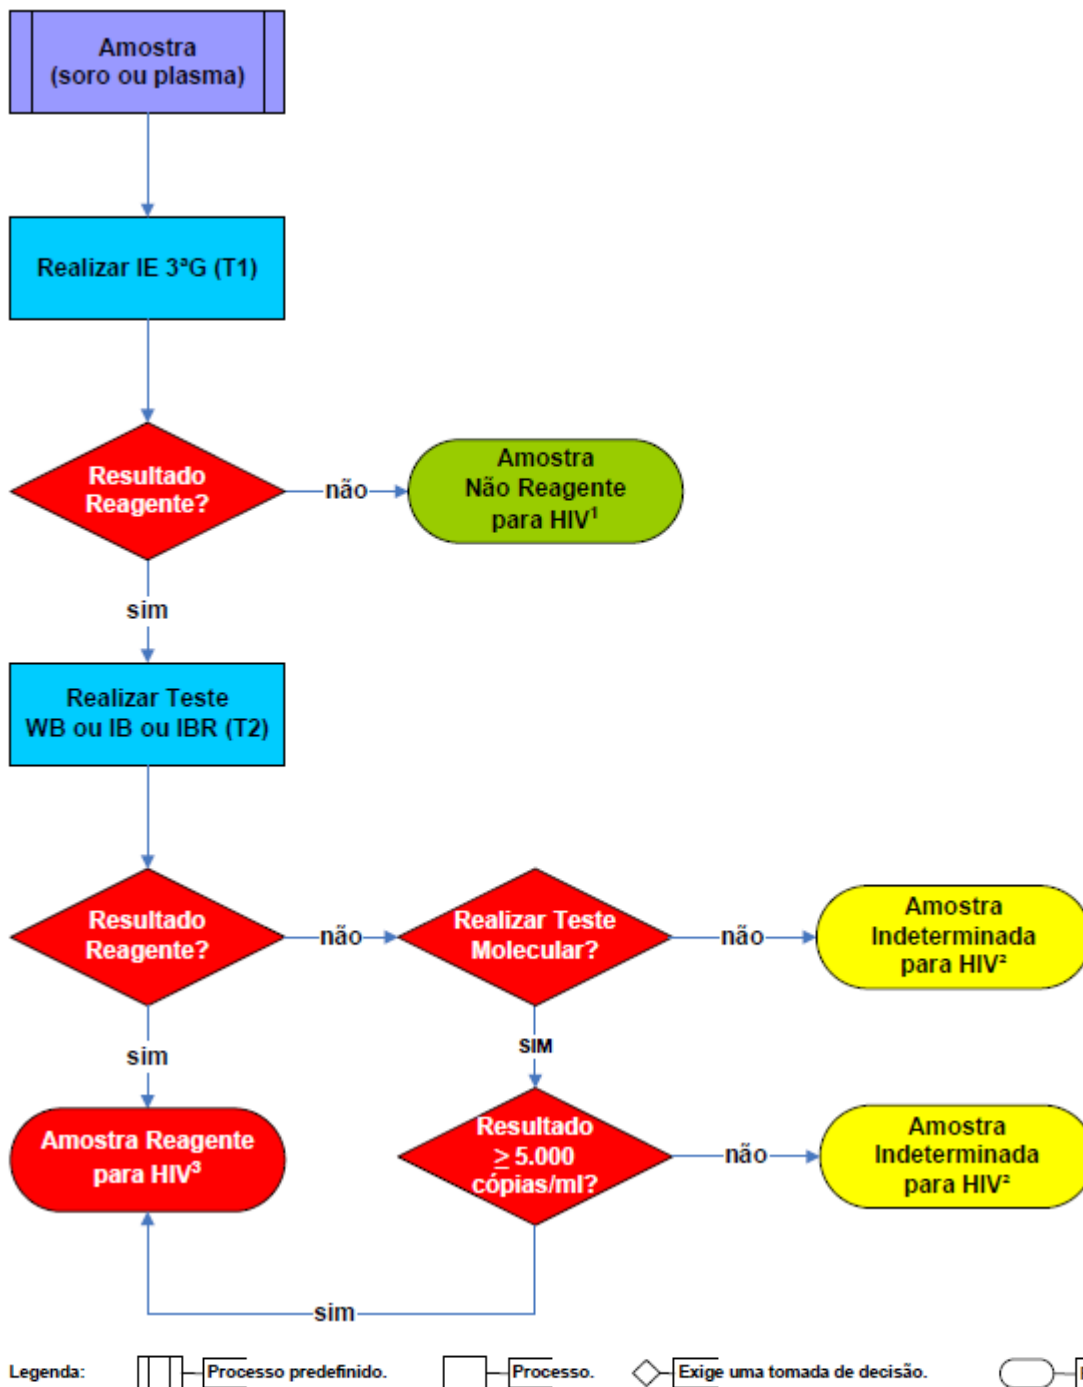 Amostra
(soro ou plasma)
Realizar IE 3ªG (T1)
Resultado
Reagente?
não
Amostra
Não Reagente
para HIV¹
sim
Realizar Teste
WB ou IB ou IBR (T2)
Resultado
Reagente?
não
Realizar Teste
Molecular?
não
Amostra
Indeterminada
para HIV²
sim
SIM
Amostra Reagente
para HIV³
Resultado
≥ 5.000
cópias/ml?
não
Amostra
Indeterminada
para HIV²
sim
Legenda:
Processo predefinido.
Processo.
Exige uma tomada de decisão.